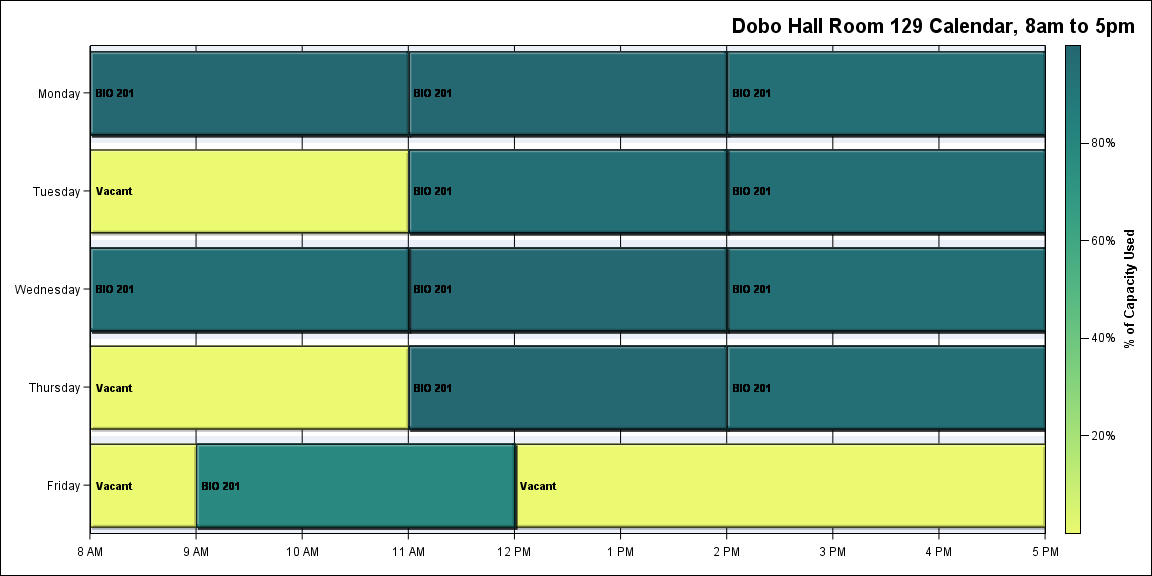 Dobo Hall Room 129 Calendar, 8am to 5pm
Monday
BIO 201
BIO 201
BIO 201
Tuesday
Vacant
BIO 201
BIO 201
Wednesday
BIO 201
BIO 201
BIO 201
Thursday
Vacant
BIO 201
BIO 201
Friday
Vacant
BIO 201
Vacant
8 AM
9 AM
10 AM
11 AM
12 PM
1 PM
2 PM
3 PM
4 PM
5 PM
80%
60%
40%
20%
% of Capacity Used